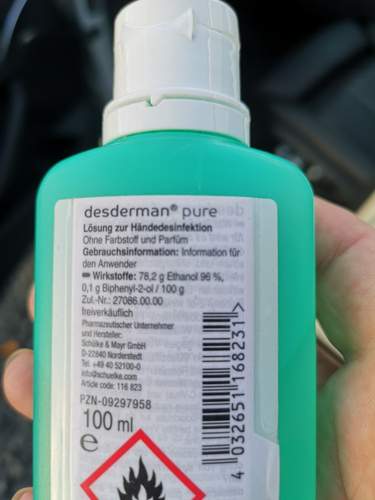 desderman® pure
Lösung zur Händedesinfektion
Ohne Farbstoff und Parfüm
Gebrauchsinformation: Information für
den Anwender
Wirkstoffe: 78,2 g Ethanol 96 %,
0,1 g Biphenyl-2-ol / 100 g
Zul.-Nr.: 27086.00.00
freiverkäuflich
Pharmazeutischer Unternehmer
und Hersteller:
Schülke & Mayr GmbH
D-22840 Norderstedt
Tel. +49 40 52100-0
info@schuelke.com
Article code: 116 823
PZN-09297958
100 ml
e
4 032651 168231>